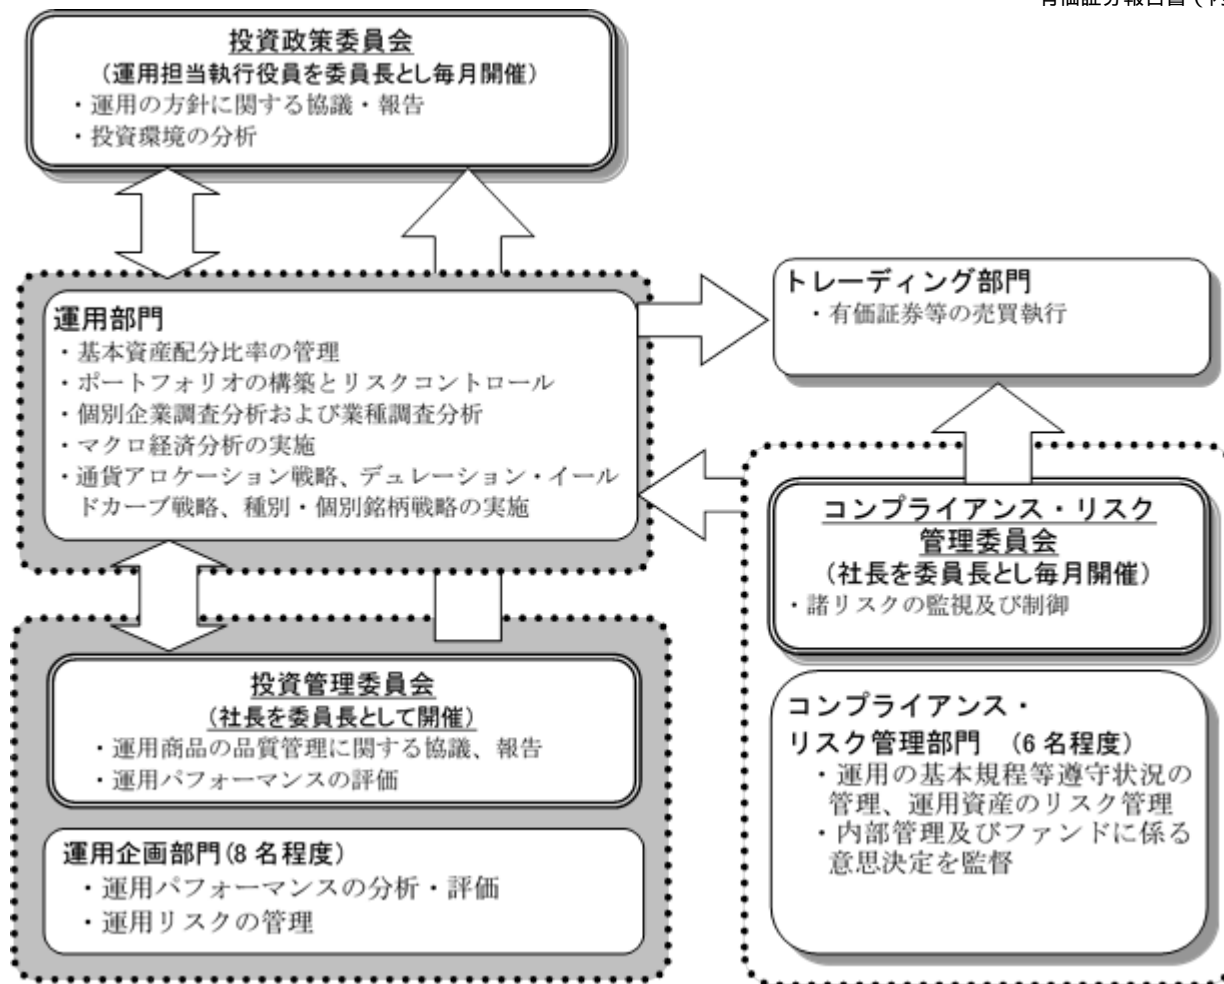 有価証券報告書（内
投資政策委員会
（運用担当執行役員を委員長とし毎月開催）
・運用の方針に関する協議・報告
・投資環境の分析
運用部門
・基本資産配分比率の管理
・ポートフォリオの構築とリスクコントロール
・個別企業調査分析および業種調査分析
・マクロ経済分析の実施
・通貨アロケーション戦略、デュレーション・イール
ドカーブ戦略、種別・個別銘柄戦略の実施
トレーディング部門
・有価証券等の売買執行
コンプライアンス・リスク
管理委員会
（社長を委員長とし毎月開催）
・諸リスクの監視及び制御
投資管理委員会
（社長を委員長として開催）
・運用商品の品質管理に関する協議、報告
・運用パフォーマンスの評価
運用企画部門(8 名程度)
・運用パフォーマンスの分析・評価
・運用リスクの管理
コンプライアンス・
リスク管理部門 （6 名程度）
・運用の基本規程等遵守状況の
管理、運用資産のリスク管理
・内部管理及びファンドに係る
意思決定を監督